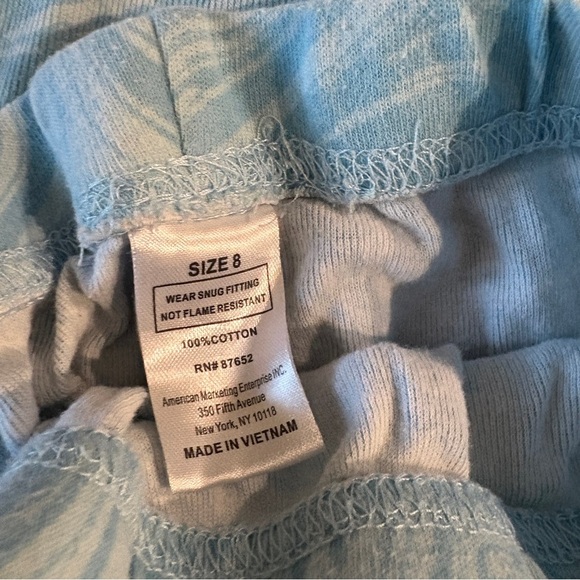 SIZE 8
WEAR SNUG FITTING
NOT FLAME RESISTANT
100%COTTON
RN# 87652
American Marketing Enterprise INC.
350 Fifth Avenue
New York, NY 10118
MADE IN VIETNAM